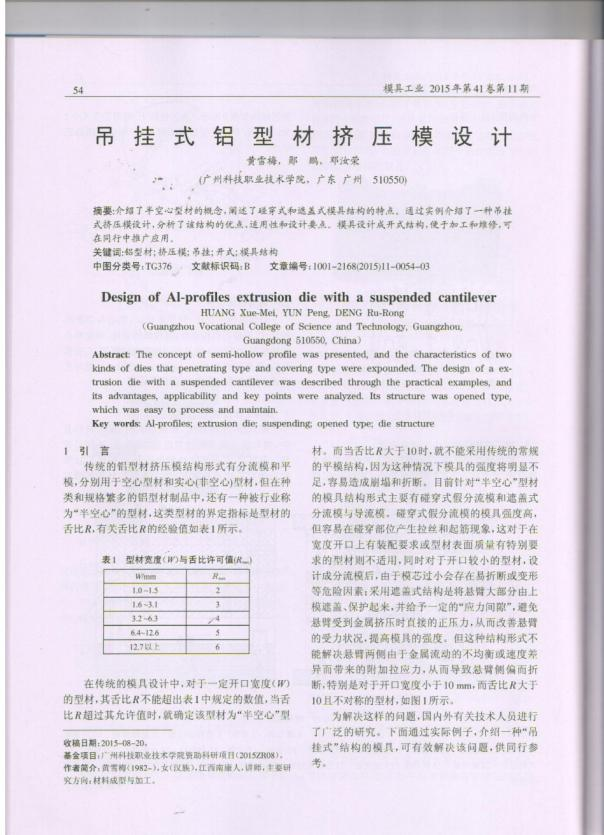 54
模具工业 2015年第41卷第11期
吊挂式铝型材挤压模设计
黄雪梅, 郧 鹏, 邓汝荣
(广州科技职业技术学院, 广东 广州 510550)
摘要:介绍了半空心型材的概念,阐述了碰穿式和遮盖式模具结构的特点。通过实例介绍了一种吊挂
式挤压模设计,分析了该结构的优点、适用性和设计要点。模具设计成开式结构,便于加工和维修,可
在同行中推广应用。
关键词:铝型材;挤压模;吊挂;开式;模具结构
中图分类号:TG376 文献标识码:B 文章编号:1001-2168(2015)11-0054-03
Design of Al-profiles extrusion die with a suspended cantilever
HUANG Xue-Mei, YUN Peng, DENG Ru-Rong
(Guangzhou Vocational College of Science and Technology, Guangzhou,
Guangdong 510550, China)
Abstract: The concept of semi-hollow profile was presented, and the characteristics of two
kinds of dies that penetrating type and covering type were expounded. The design of a ex-
trusion die with a suspended cantilever was described through the practical examples, and
its advantages, applicability and key points were analyzed. Its structure was opened type,
which was easy to process and maintain.
Key words: Al-profiles; extrusion die; suspending; opened type; die structure
1 引 言
传统的铝型材挤压模结构形式有分流模和平
模,分别用于空心型材和实心(非空心)型材,但在种
类和规格繁多的铝型材制品中,还有一种被行业称
为“半空心”的型材,这类型材的界定指标是型材的
舌比R,有关舌比R的经验值如表1所示。
表1 型材宽度(W)与舌比许可值(Rmax)
W/mm Rmax
1.0~1.5 2
1.6~3.1 3
3.2~6.3 4
6.4~12.6 5
12.7以上 6
在传统的模具设计中,对于一定开口宽度(W)
的型材,其舌比R不能超出表1中规定的数值,当舌
比R超过其允许值时,就确定该型材为“半空心”型
收稿日期:2015-08-20。
基金项目:广州科技职业技术学院资助科研项目(2015ZR08)。
作者简介:黄雪梅(1982-),女(汉族),江西南康人,讲师,主要研
究方向:材料成型与加工。
材。而当舌比R大于10时,就不能采用传统的常规
的平模结构,因为这种情况下模具的强度将明显不
足,容易造成崩塌和折断。目前针对“半空心”型材
的模具结构形式主要有碰穿式假分流模和遮盖式
分流模与导流模。碰穿式假分流模的模具强度高,
但容易在碰穿部位产生拉丝和起筋现象,这对于在
宽度开口上有装配要求或型材表面质量有特别要
求的型材则不适用,同时对于开口较小的型材,设
计成分流模后,由于模芯过小会存在易折断或变形
等危险因素;采用遮盖式结构是将悬臂大部分由上
模遮盖、保护起来,并给予一定的“应力间隙”,避免
悬臂受到金属挤压时直接的正压力,从而改善悬臂
的受力状况,提高模具的强度。但这种结构形式不
能解决悬臂两侧由于金属流动的不均衡或速度差
异而带来的附加拉应力,从而导致悬臂侧偏而折
断,特别是对于开口宽度小于10 mm,而舌比R大于
10且不对称的型材,如图1所示。
为解决这样的问题,国内外有关技术人员进行
了广泛的研究。下面通过实际例子,介绍一种“吊
挂式”结构的模具,可有效解决该问题,供同行参
考。